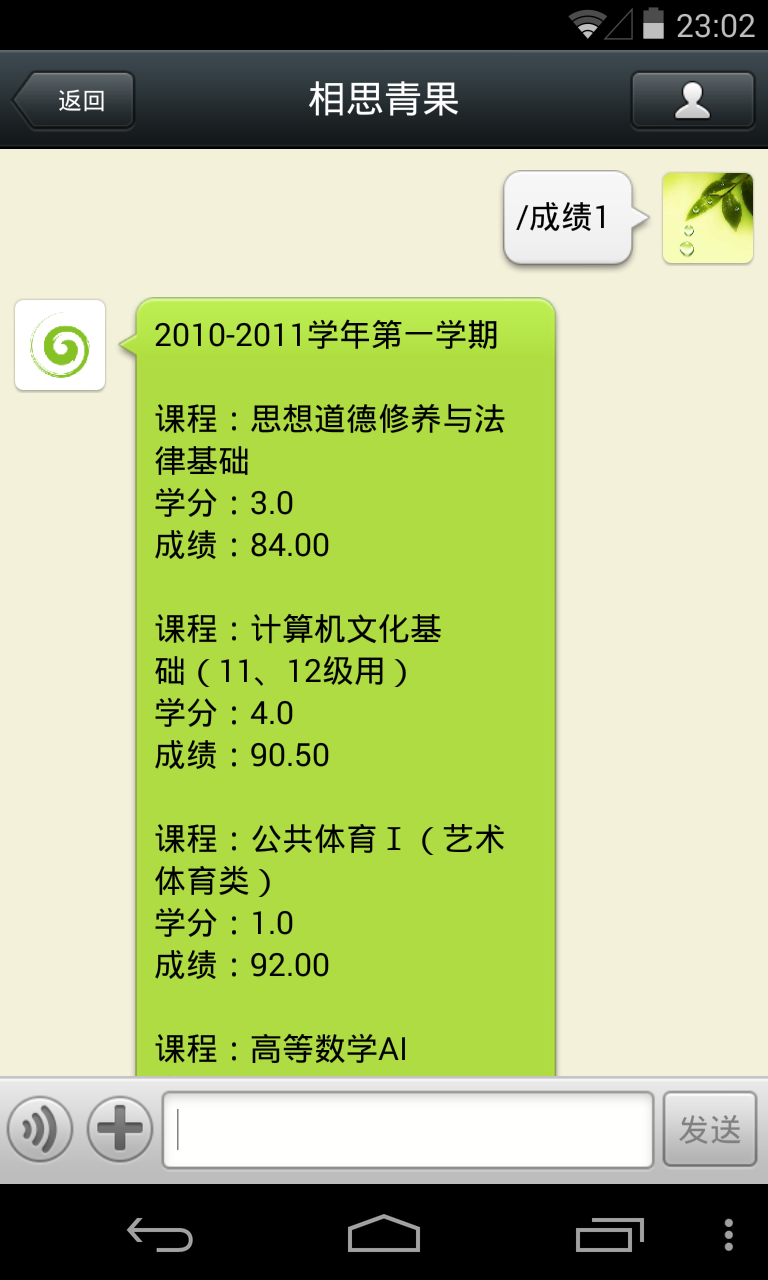 23:02
返回
相思青果
/成绩1
2010-2011学年第一学期
课程：思想道德修养与法
律基础
学分：3.0
成绩：84.00
课程：计算机文化基
础（11、12级用）
学分：4.0
成绩：90.50
课程：公共体育Ⅰ（艺术
体育类）
学分：1.0
成绩：92.00
课程：高等数学AI
发送